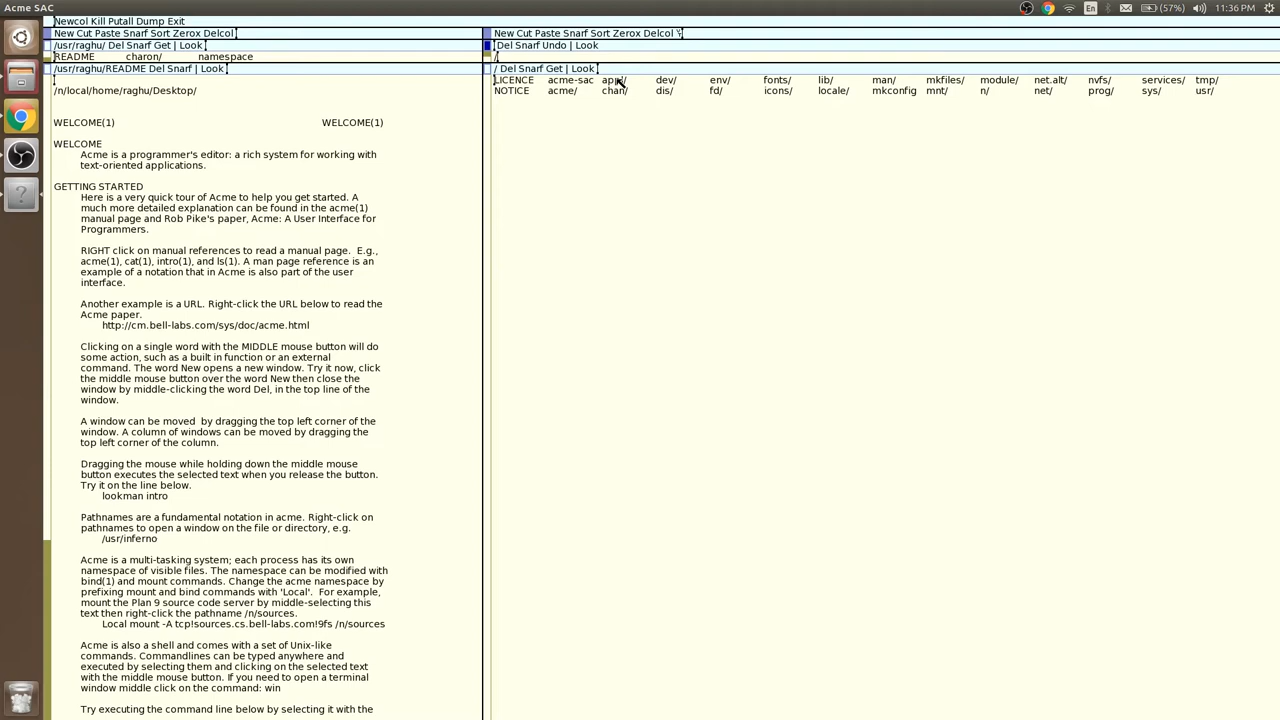 Acme SAC
En
(57%)
11:36 PM
Newcol Kill Putall Dump Exit
New Cut Paste Snarf Sort Zerox Delcol
/usr/raghu/ Del Snarf Get | Look
README charon/ namespace
/usr/raghu/README Del Snarf | Look
/n/local/home/raghu/Desktop/
WELCOME(1) WELCOME(1)
WELCOME
Acme is a programmer's editor: a rich system for working with
text-oriented applications.
GETTING STARTED
Here is a very quick tour of Acme to help you get started. A
much more detailed explanation can be found in the acme(1)
manual page and Rob Pike's paper, Acme: A User Interface for
Programmers.
RIGHT click on manual references to read a manual page. E.g.,
acme(1), cat(1), intro(1), and ls(1). A man page reference is an
example of a notation that in Acme is also part of the user
interface.
Another example is a URL. Right-click the URL below to read the
Acme paper.
http://cm.bell-labs.com/sys/doc/acme.html
Clicking on a single word with the MIDDLE mouse button will do
some action, such as a built in function or an external
command. The word New opens a new window. Try it now, click
the middle mouse button over the word New then close the
window by middle-clicking the word Del, in the top line of the
window.
A window can be moved by dragging the top left corner of the
window. A column of windows can be moved by dragging the
top left corner of the column.
Dragging the mouse while holding down the middle mouse
button executes the selected text when you release the button.
Try it on the line below.
lookman intro
Pathnames are a fundamental notation in acme. Right-click on
pathnames to open a window on the file or directory, e.g.
/usr/inferno
Acme is a multi-tasking system; each process has its own
namespace of visible files. The namespace can be modified with
bind(1) and mount commands. Change the acme namespace by
prefixing mount and bind commands with 'Local'. For example,
mount the Plan 9 source code server by middle-selecting this
text then right-click the pathname /n/sources.
Local mount -A tcp!sources.cs.bell-labs.com!9fs /n/sources
Acme is also a shell and comes with a set of Unix-like
commands. Commandlines can be typed anywhere and
executed by selecting them and clicking on the selected text
with the middle mouse button. If you need to open a terminal
window middle click on the command: win
Try executing the command line below by selecting it with the
New Cut Paste Snarf Sort Zerox Delcol
Del Snarf Undo | Look
/
/ Del Snarf Get | Look
LICENCE acme-sac appl/ dev/ env/ fonts/ lib/ man/ mkfiles/ module/ net.alt/ nvfs/ services/ tmp/
NOTICE acme/ chan/ dis/ fd/ icons/ locale/ mkconfig mnt/ n/ net/ prog/ sys/ usr/